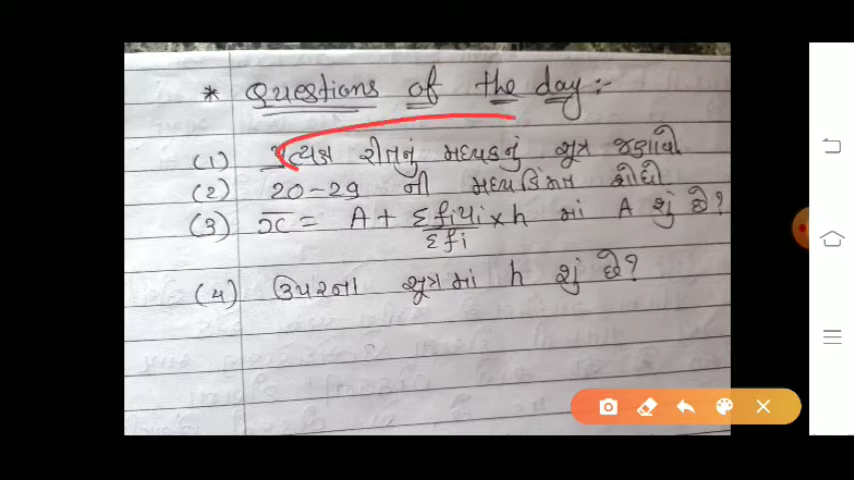 * Questions of the day :-
(1) પ્રત્યક્ષ રીતનું મધ્યકનું સૂત્ર જણાવો
(2) 20-29 ની મધ્યકિંમત શોધો
(3) x̅ = A + Σfiui/Σfi × h માં A શું છે?
(4) ઉપરના સૂત્ર માં h શું છે?